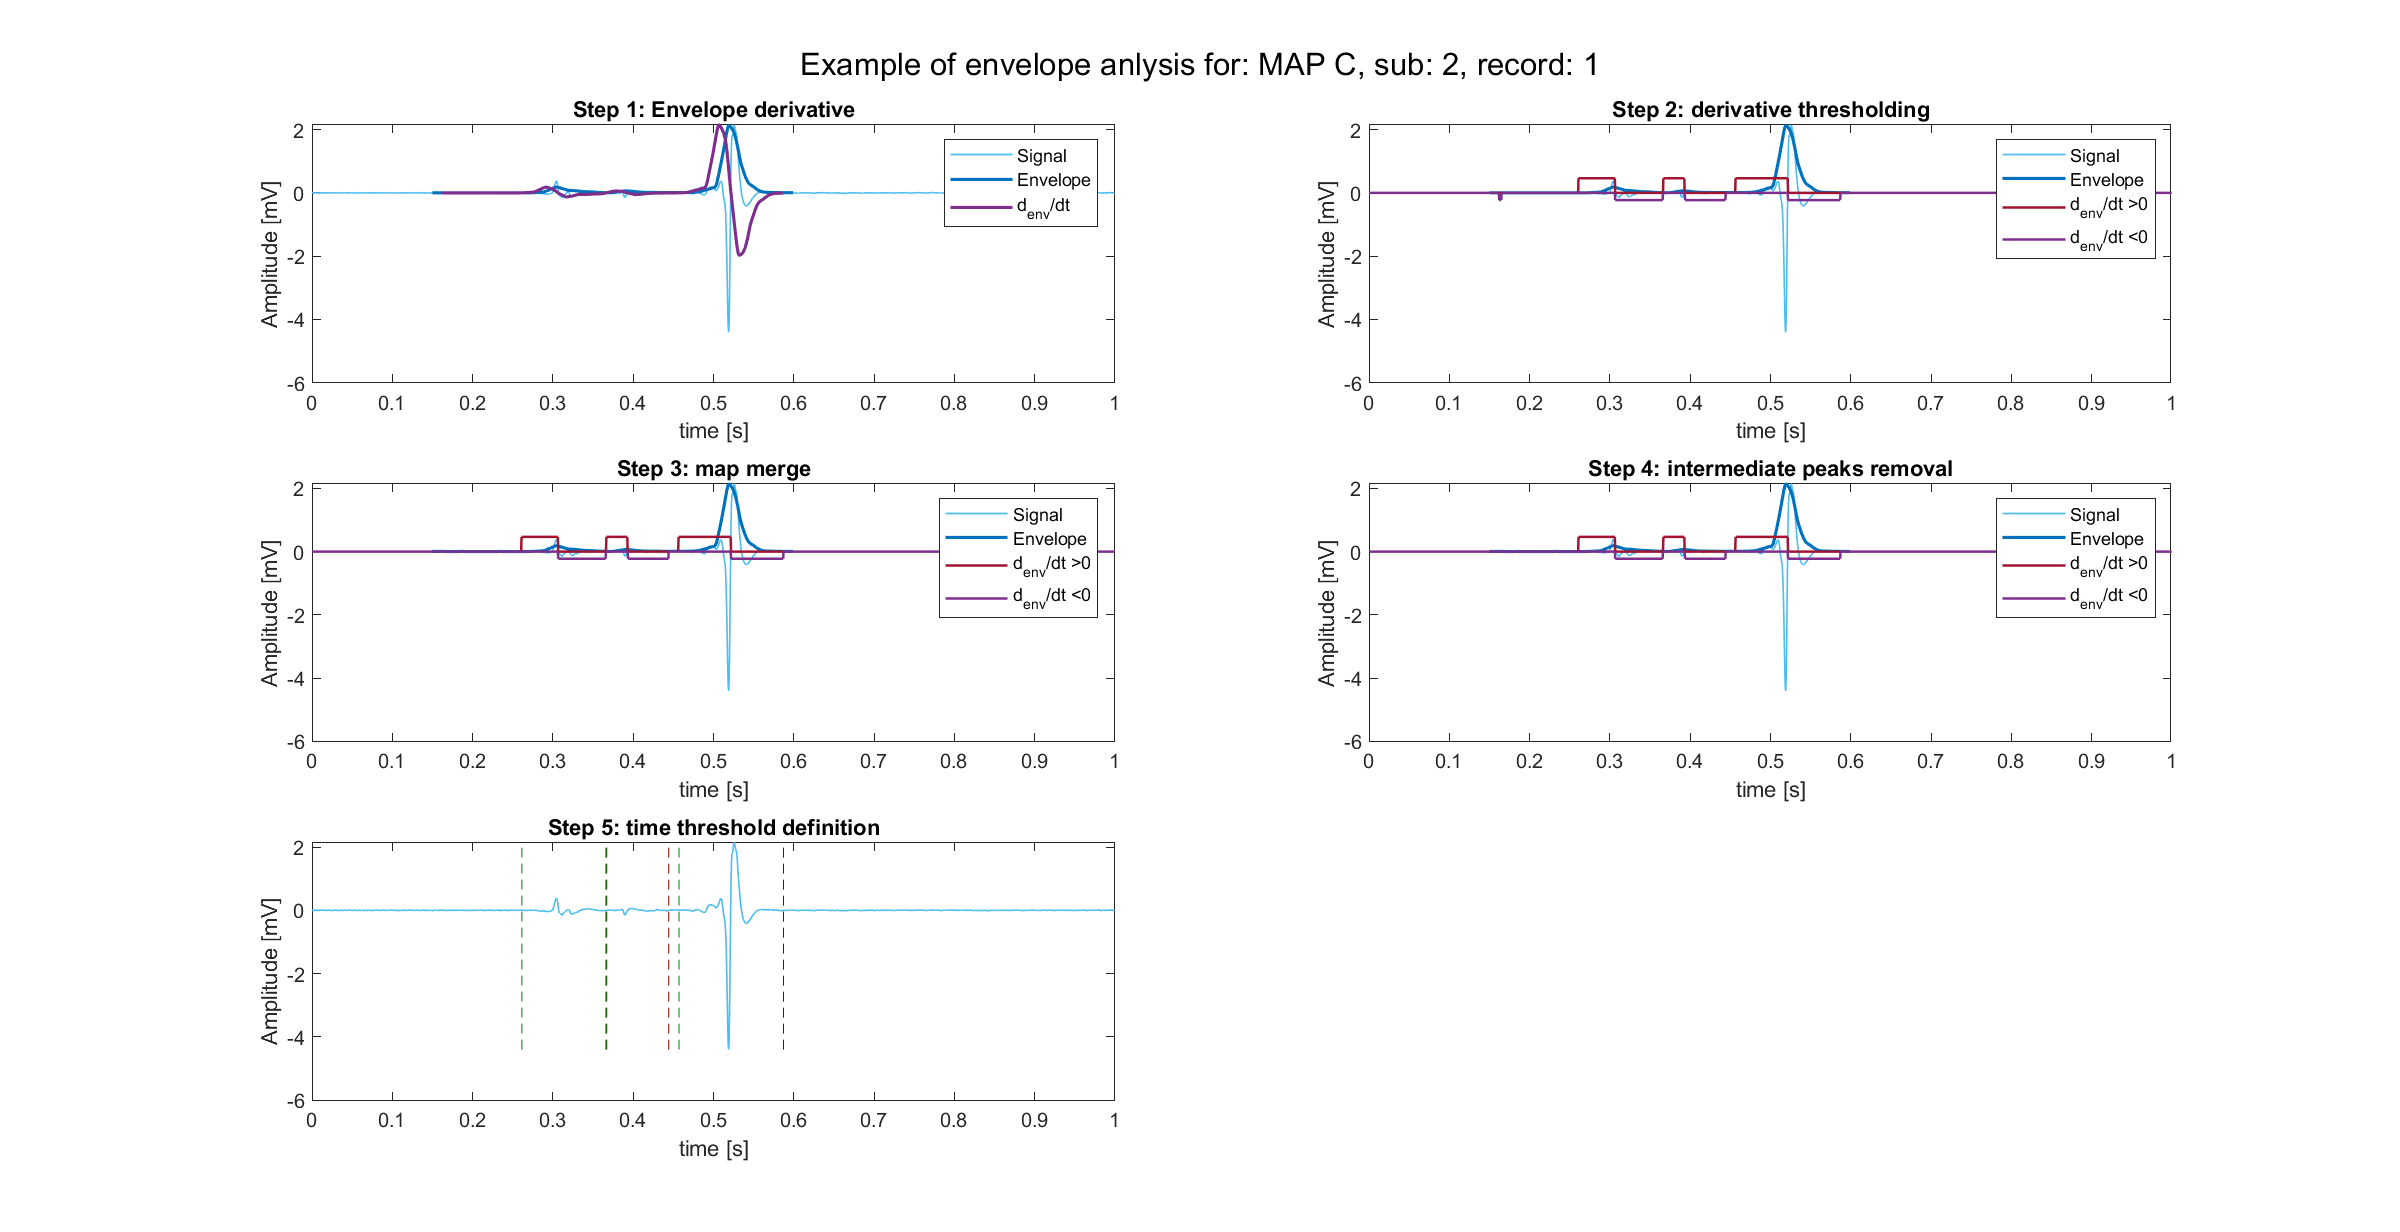 Example of envelope anlysis for: MAP C, sub: 2, record: 1
Step 1: Envelope derivative
Amplitude [mV]
2
0
-2
-4
-6
Signal
Envelope
d_env/dt
0 0.1 0.2 0.3 0.4 0.5 0.6 0.7 0.8 0.9 1
time [s]
Step 2: derivative thresholding
Amplitude [mV]
2
0
-2
-4
-6
Signal
Envelope
d_env/dt >0
d_env/dt <0
0 0.1 0.2 0.3 0.4 0.5 0.6 0.7 0.8 0.9 1
time [s]
Step 3: map merge
Amplitude [mV]
2
0
-2
-4
-6
Signal
Envelope
d_env/dt >0
d_env/dt <0
0 0.1 0.2 0.3 0.4 0.5 0.6 0.7 0.8 0.9 1
time [s]
Step 4: intermediate peaks removal
Amplitude [mV]
2
0
-2
-4
-6
Signal
Envelope
d_env/dt >0
d_env/dt <0
0 0.1 0.2 0.3 0.4 0.5 0.6 0.7 0.8 0.9 1
time [s]
Step 5: time threshold definition
Amplitude [mV]
2
0
-2
-4
-6
0 0.1 0.2 0.3 0.4 0.5 0.6 0.7 0.8 0.9 1
time [s]